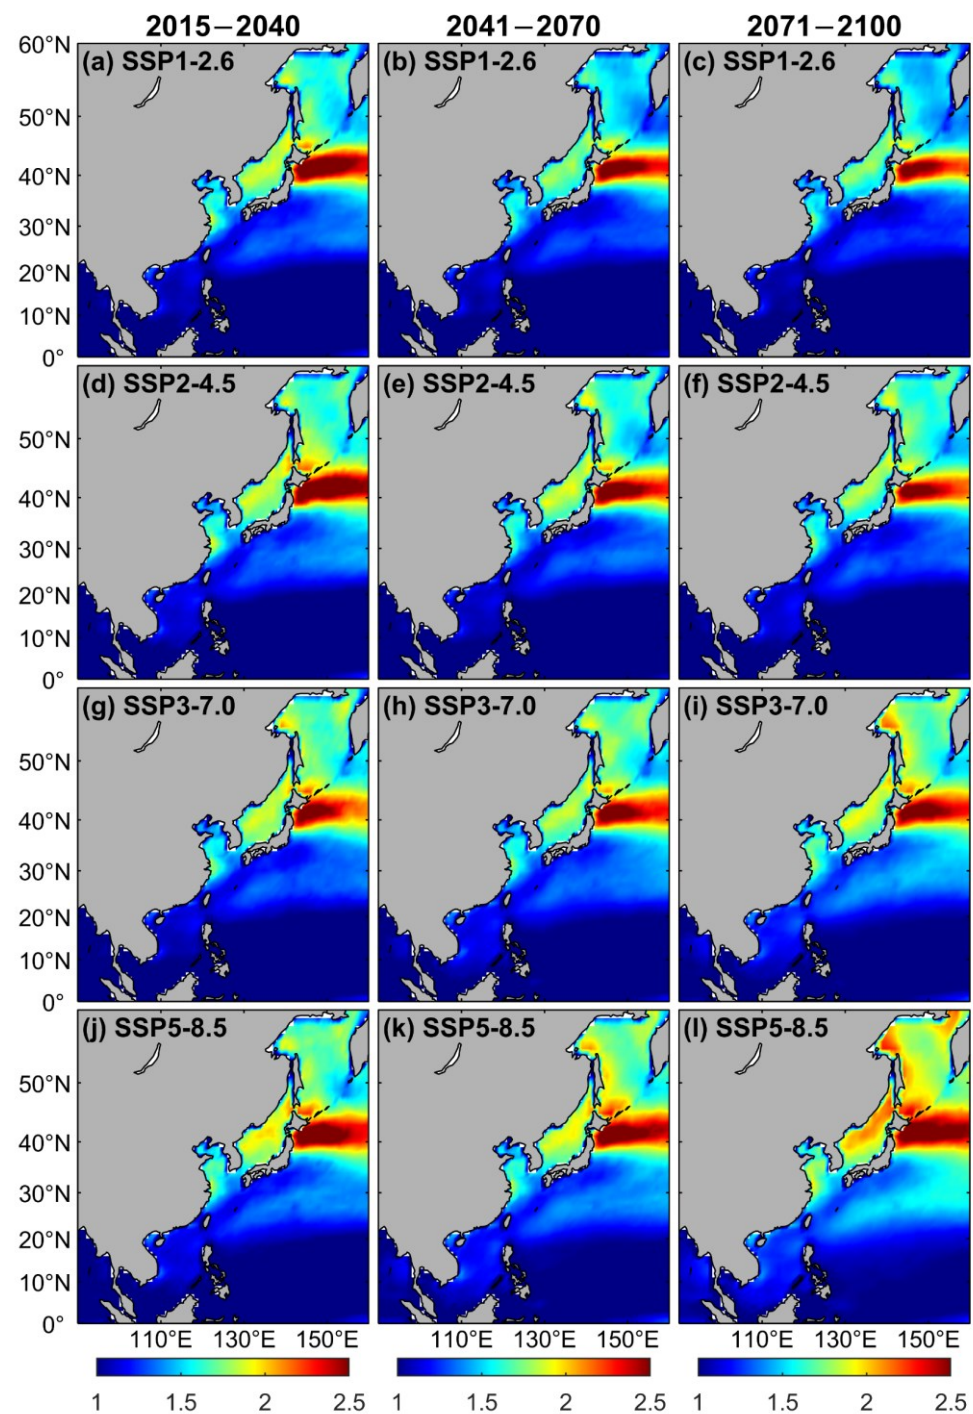 2015−2040 2041−2070 2071−2100
60°N (a) SSP1-2.6 (b) SSP1-2.6 (c) SSP1-2.6
50°N
40°N
30°N
20°N
10°N
0°
(d) SSP2-4.5 (e) SSP2-4.5 (f) SSP2-4.5
50°N
40°N
30°N
20°N
10°N
0°
(g) SSP3-7.0 (h) SSP3-7.0 (i) SSP3-7.0
50°N
40°N
30°N
20°N
10°N
0°
(j) SSP5-8.5 (k) SSP5-8.5 (l) SSP5-8.5
50°N
40°N
30°N
20°N
10°N
0°
110°E 130°E 150°E 110°E 130°E 150°E 110°E 130°E 150°E
1 1.5 2 2.5 1 1.5 2 2.5 1 1.5 2 2.5